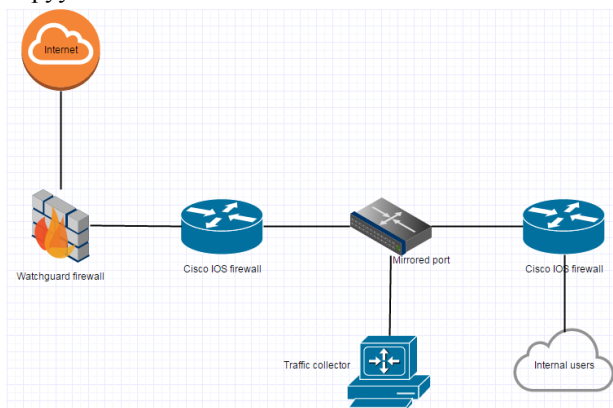 Internet
Watchguard firewall
Cisco IOS firewall
Mirrored port
Cisco IOS firewall
Traffic collector
Internal users